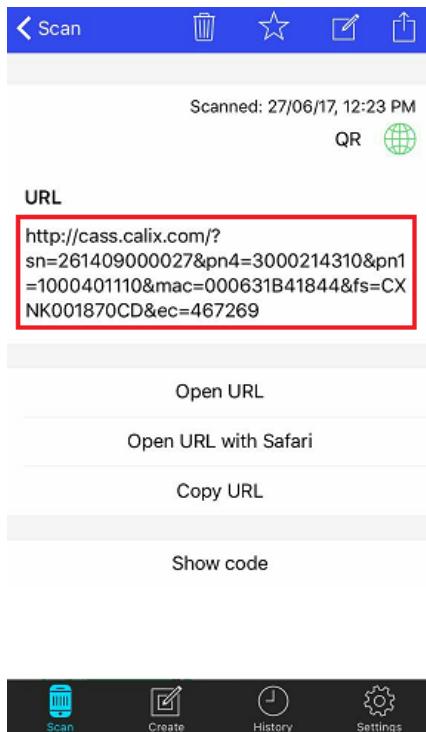 Scan
Scanned: 27/06/17, 12:23 PM
QR
URL
http://cass.calix.com/?
sn=261409000027&pn4=3000214310&pn1
=1000401110&mac=000631B41844&fs=CX
NK001870CD&ec=467269
Open URL
Open URL with Safari
Copy URL
Show code
Scan Create History Settings